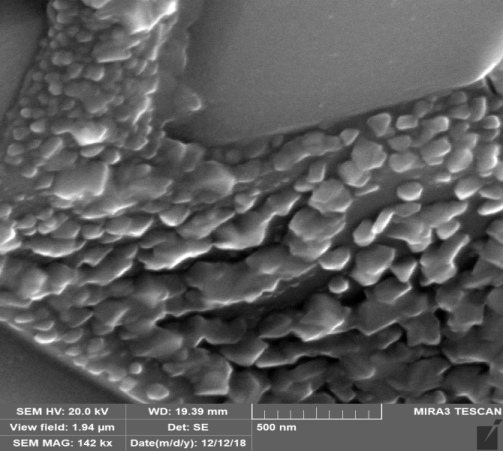 SEM HV: 20.0 kV WD: 19.39 mm MIRA3 TESCAN
View field: 1.94 µm Det: SE 500 nm
SEM MAG: 142 kx Date(m/d/y): 12/12/18